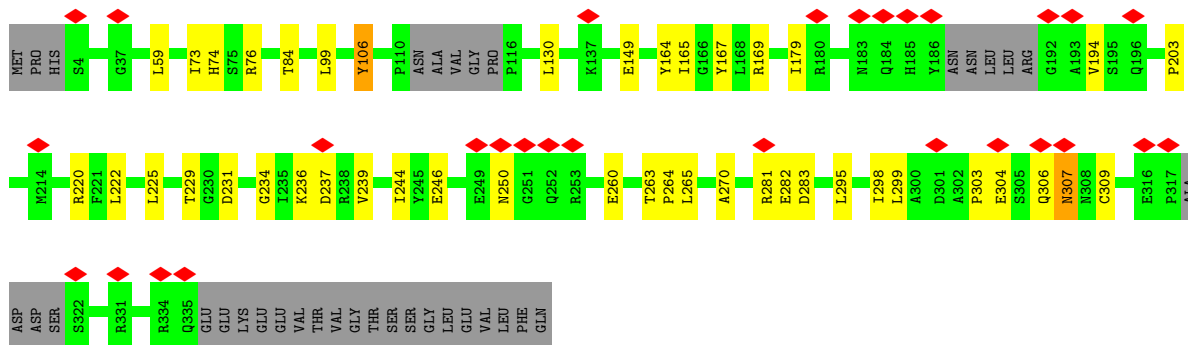 MET PRO HIS S4 G37 L59 I73 H74 S75 R76 T84 L99 Y106 P110 ASN ALA VAL GLY PRO P116 L130 K137 E149 Y164 I165 G166 Y167 L168 R169 I179 R180 N183 Q184 H185 Y186 ASN ASN LEU LEU ARG G192 A193 V194 S195 Q196 P203
M214 R220 F221 L222 L225 T229 G230 D231 G234 I235 K236 D237 R238 V239 I244 Y245 E246 E249 N250 G251 Q252 R253 E260 T263 P264 L265 A270 R281 E282 D283 L295 I298 L299 A300 D301 A302 P303 E304 S305 Q306 N307 N308 C309 E316 P317 ALA
ASP ASP SER S322 R331 R334 Q335 GLU GLU LYS GLU GLU VAL THR VAL GLY THR SER SER GLY LEU GLU VAL LEU PHE GLN